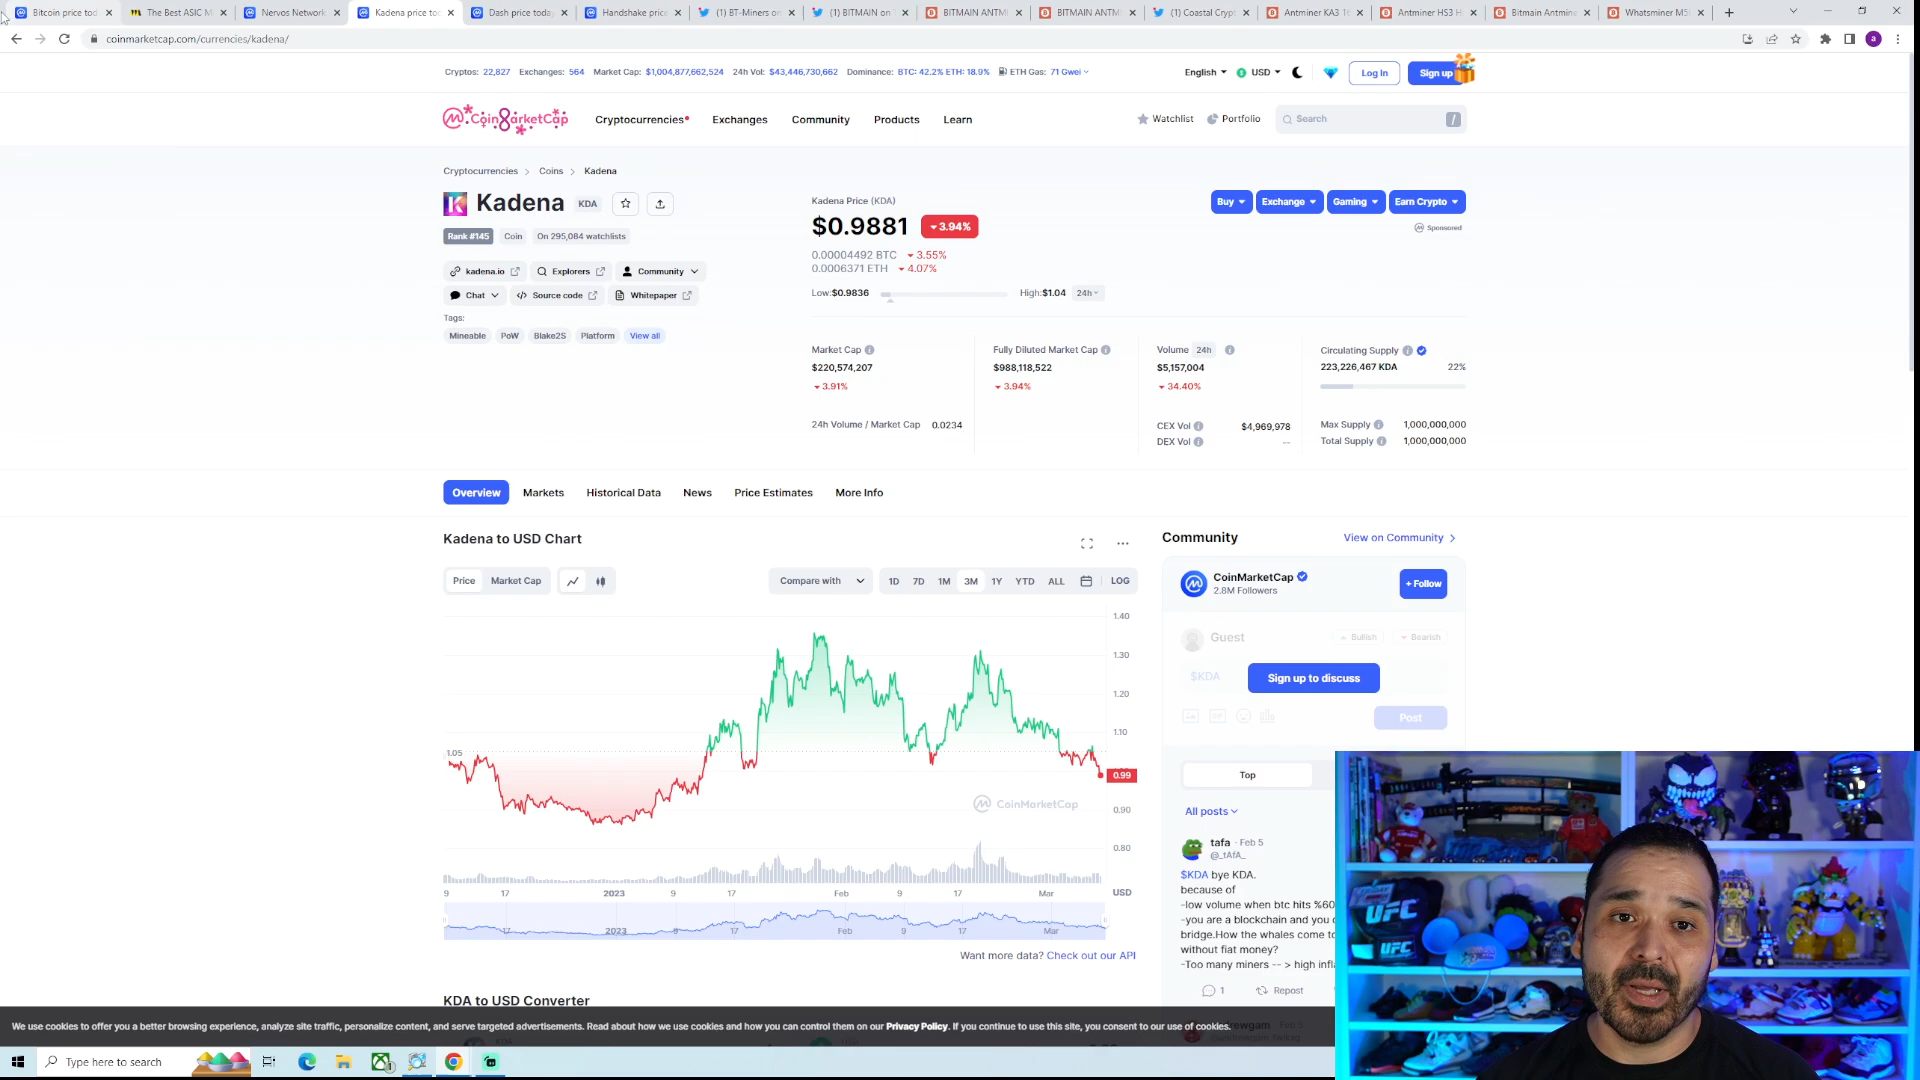 Bitcoin price tod
The Best ASIC M
Nervos Network
Kadena price to
Dash price today
Handshake price
(1) BT-Miners on
(1) BITMAIN on
BITMAIN ANTM
BITMAIN ANTM
(1) Coastal Crypt
Antminer KA3 16
Antminer HS3 H
Bitmain Antmine
Whatsminer M5
coinmarketcap.com/currencies/kadena/
a
Cryptos: 22,827 Exchanges: 564 Market Cap: $1,004,877,662,524 24h Vol: $43,446,730,662 Dominance: BTC: 42.2% ETH: 18.9% ETH Gas: 71 Gwei
English USD Log In Sign up
CoinMarketCap
Cryptocurrencies Exchanges Community Products Learn
Watchlist Portfolio Search /
Cryptocurrencies > Coins > Kadena
Kadena KDA
Rank #145 Coin On 295,084 watchlists
kadena.io Explorers Community
Chat Source code Whitepaper
Tags:
Mineable PoW Blake2S Platform View all
Kadena Price (KDA)
$0.9881 3.94%
0.00004492 BTC 3.55%
0.0006371 ETH 4.07%
Low:$0.9836 High:$1.04 24h
Buy Exchange Gaming Earn Crypto
Sponsored
Market Cap
$220,574,207
3.91%
24h Volume / Market Cap 0.0234
Fully Diluted Market Cap
$988,118,522
3.94%
Volume 24h
$5,157,004
34.40%
CEX Vol $4,969,978
DEX Vol --
Circulating Supply
223,226,467 KDA 22%
Max Supply 1,000,000,000
Total Supply 1,000,000,000
Overview Markets Historical Data News Price Estimates More Info
Kadena to USD Chart
Price Market Cap
Compare with
1D 7D 1M 3M 1Y YTD ALL LOG
1.40
1.30
1.20
1.10
1.05
0.99
0.90
0.80
CoinMarketCap
9 17 2023 9 17 Feb 9 17 Mar USD
17 2023 9 17 Feb 9 17 Mar
Want more data? Check out our API
KDA to USD Converter
Community View on Community >
CoinMarketCap
2.8M Followers
+ Follow
Guest Bullish Bearish
$KDA
Sign up to discuss
GIF
Post
Top
All posts
tafa · Feb 5
@_tAfA_
$KDA bye KDA.
because of
-low volume when btc hits %60
-you are a blockchain and you
bridge.How the whales come to
without fiat money?
-Too many miners -- > high infl
1 Repost
We use cookies to offer you a better browsing experience, analyze site traffic, personalize content, and serve targeted advertisements. Read about how we use cookies and how you can control them on our Privacy Policy. If you continue to use this site, you consent to our use of cookies.
Type here to search
UFC
UFC